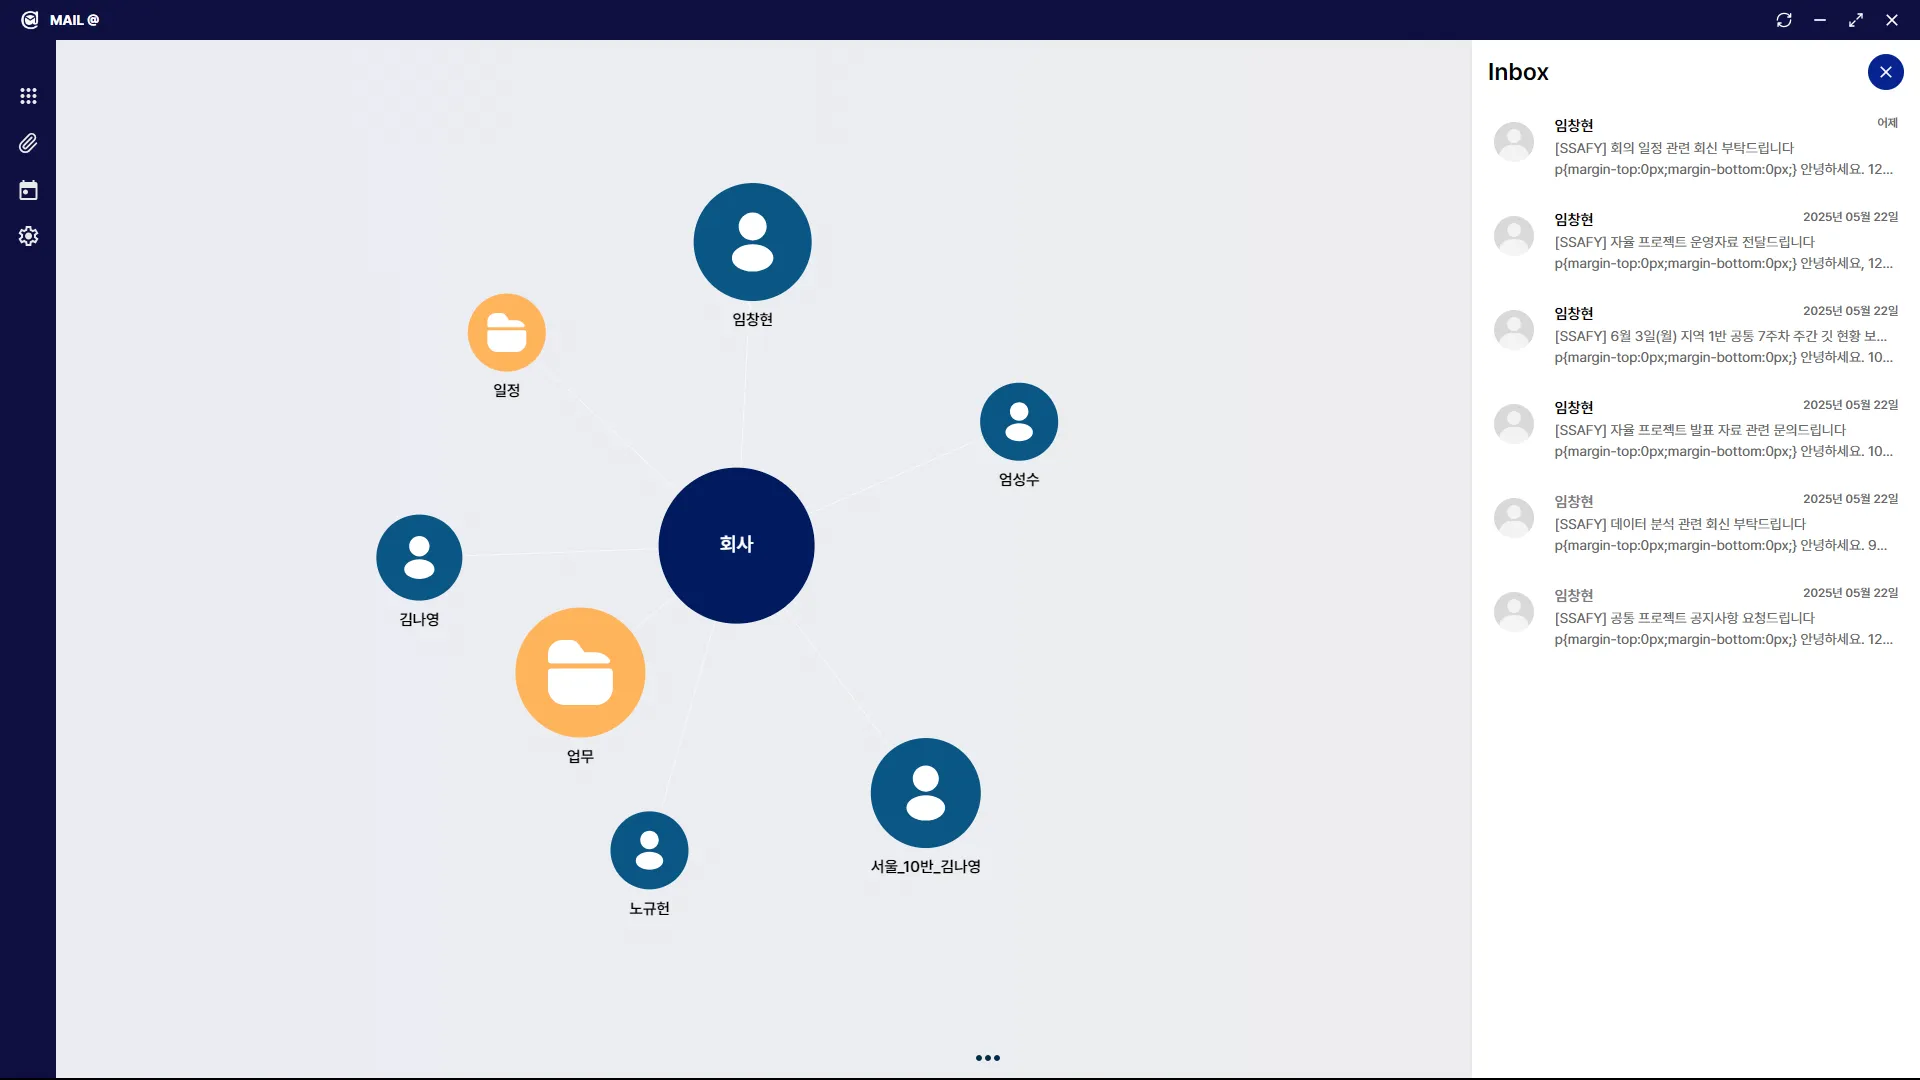 MAIL @
임창현
일정
엄성수
회사
김나영
업무
서울_10반_김나영
노규헌
Inbox
임창현
어제
[SSAFY] 회의 일정 관련 회신 부탁드립니다
p{margin-top:0px;margin-bottom:0px;} 안녕하세요. 12...
임창현
2025년 05월 22일
[SSAFY] 자율 프로젝트 운영자료 전달드립니다
p{margin-top:0px;margin-bottom:0px;} 안녕하세요, 12...
임창현
2025년 05월 22일
[SSAFY] 6월 3일(월) 지역 1반 공통 7주차 주간 깃 현황 보...
p{margin-top:0px;margin-bottom:0px;} 안녕하세요. 10...
임창현
2025년 05월 22일
[SSAFY] 자율 프로젝트 발표 자료 관련 문의드립니다
p{margin-top:0px;margin-bottom:0px;} 안녕하세요. 10...
임창현
2025년 05월 22일
[SSAFY] 데이터 분석 관련 회신 부탁드립니다
p{margin-top:0px;margin-bottom:0px;} 안녕하세요. 9...
임창현
2025년 05월 22일
[SSAFY] 공통 프로젝트 공지사항 요청드립니다
p{margin-top:0px;margin-bottom:0px;} 안녕하세요. 12...